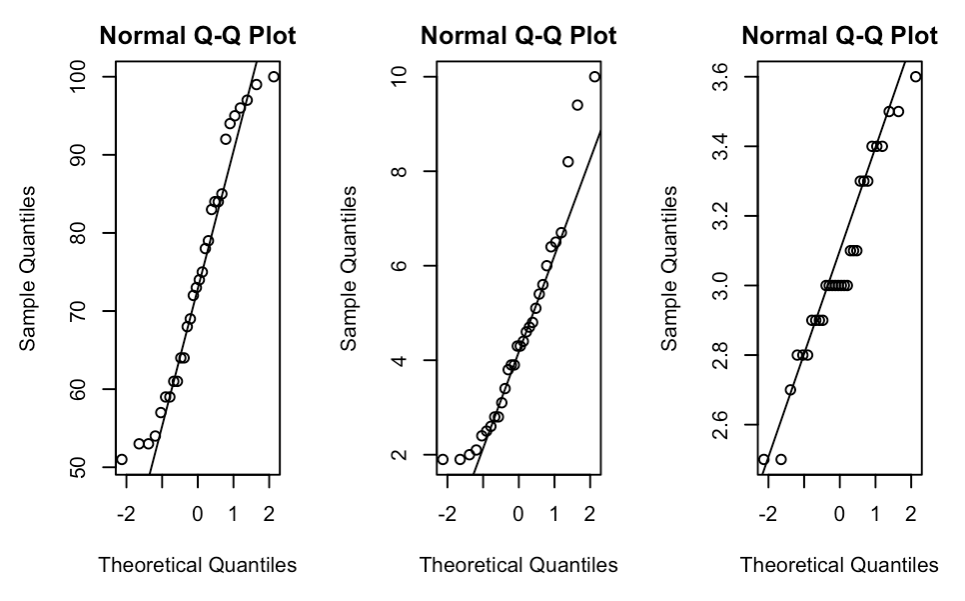 Normal Q-Q Plot
Sample Quantiles
100
90
80
70
60
50
-2 0 1 2
Theoretical Quantiles
Normal Q-Q Plot
Sample Quantiles
10
8
6
4
2
-2 0 1 2
Theoretical Quantiles
Normal Q-Q Plot
Sample Quantiles
3.6
3.4
3.2
3.0
2.8
2.6
-2 0 1 2
Theoretical Quantiles